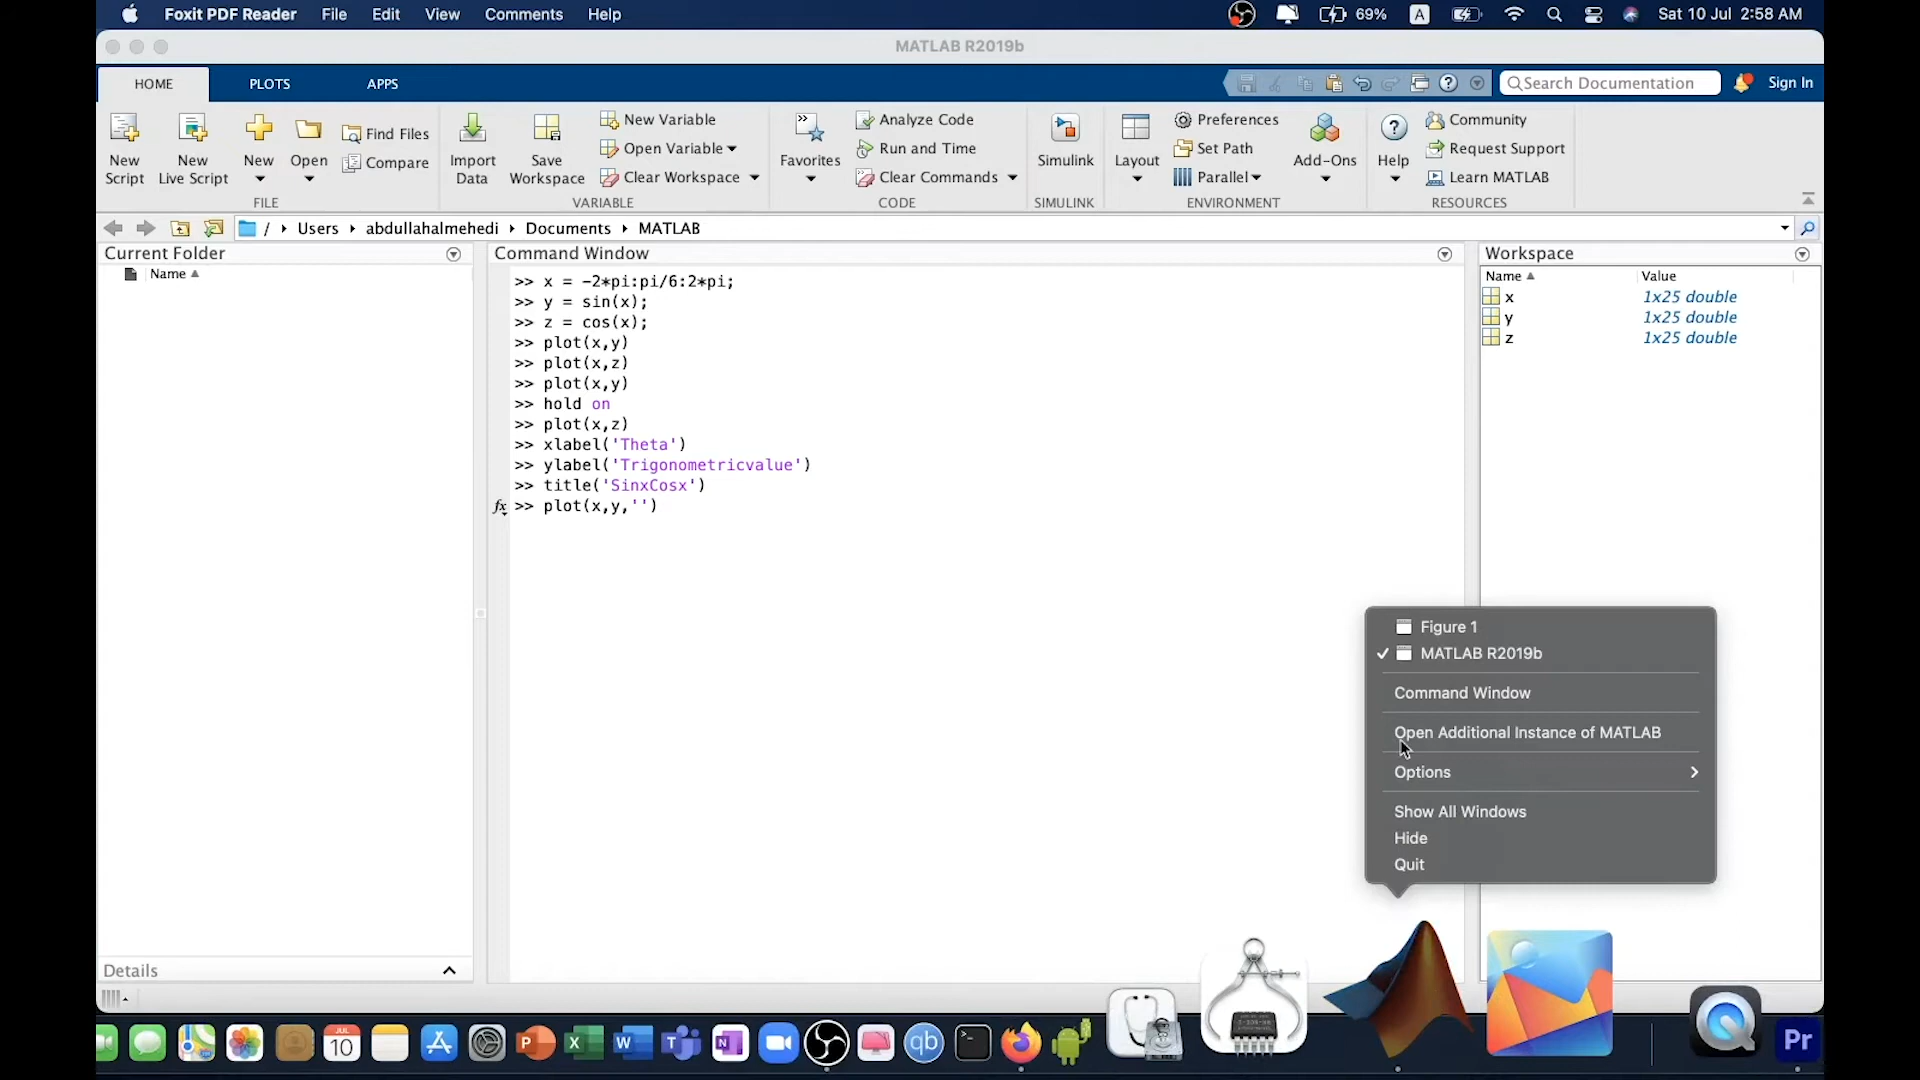 Foxit PDF Reader File Edit View Comments Help 69% A Sat 10 Jul 2:58 AM
MATLAB R2019b
HOME PLOTS APPS Search Documentation Sign In
New Script
New Live Script
New
Open
Find Files
Compare
FILE
Import Data
Save Workspace
New Variable
Open Variable
Clear Workspace
VARIABLE
Favorites
Analyze Code
Run and Time
Clear Commands
CODE
Simulink
SIMULINK
Layout
Preferences
Set Path
Parallel
Add-Ons
ENVIRONMENT
Help
Community
Request Support
Learn MATLAB
RESOURCES
/ Users abdullahalmehedi Documents MATLAB
Current Folder
Name
Command Window
>> x = -2*pi:pi/6:2*pi;
>> y = sin(x);
>> z = cos(x);
>> plot(x,y)
>> plot(x,z)
>> plot(x,y)
>> hold on
>> plot(x,z)
>> xlabel('Theta')
>> ylabel('Trigonometricvalue')
>> title('SinxCosx')
fx >> plot(x,y,'')
Workspace
Name Value
x 1x25 double
y 1x25 double
z 1x25 double
Figure 1
MATLAB R2019b
Command Window
Open Additional Instance of MATLAB
Options
Show All Windows
Hide
Quit
Details
JUL
10
P
X
W
T
N
qb
Pr